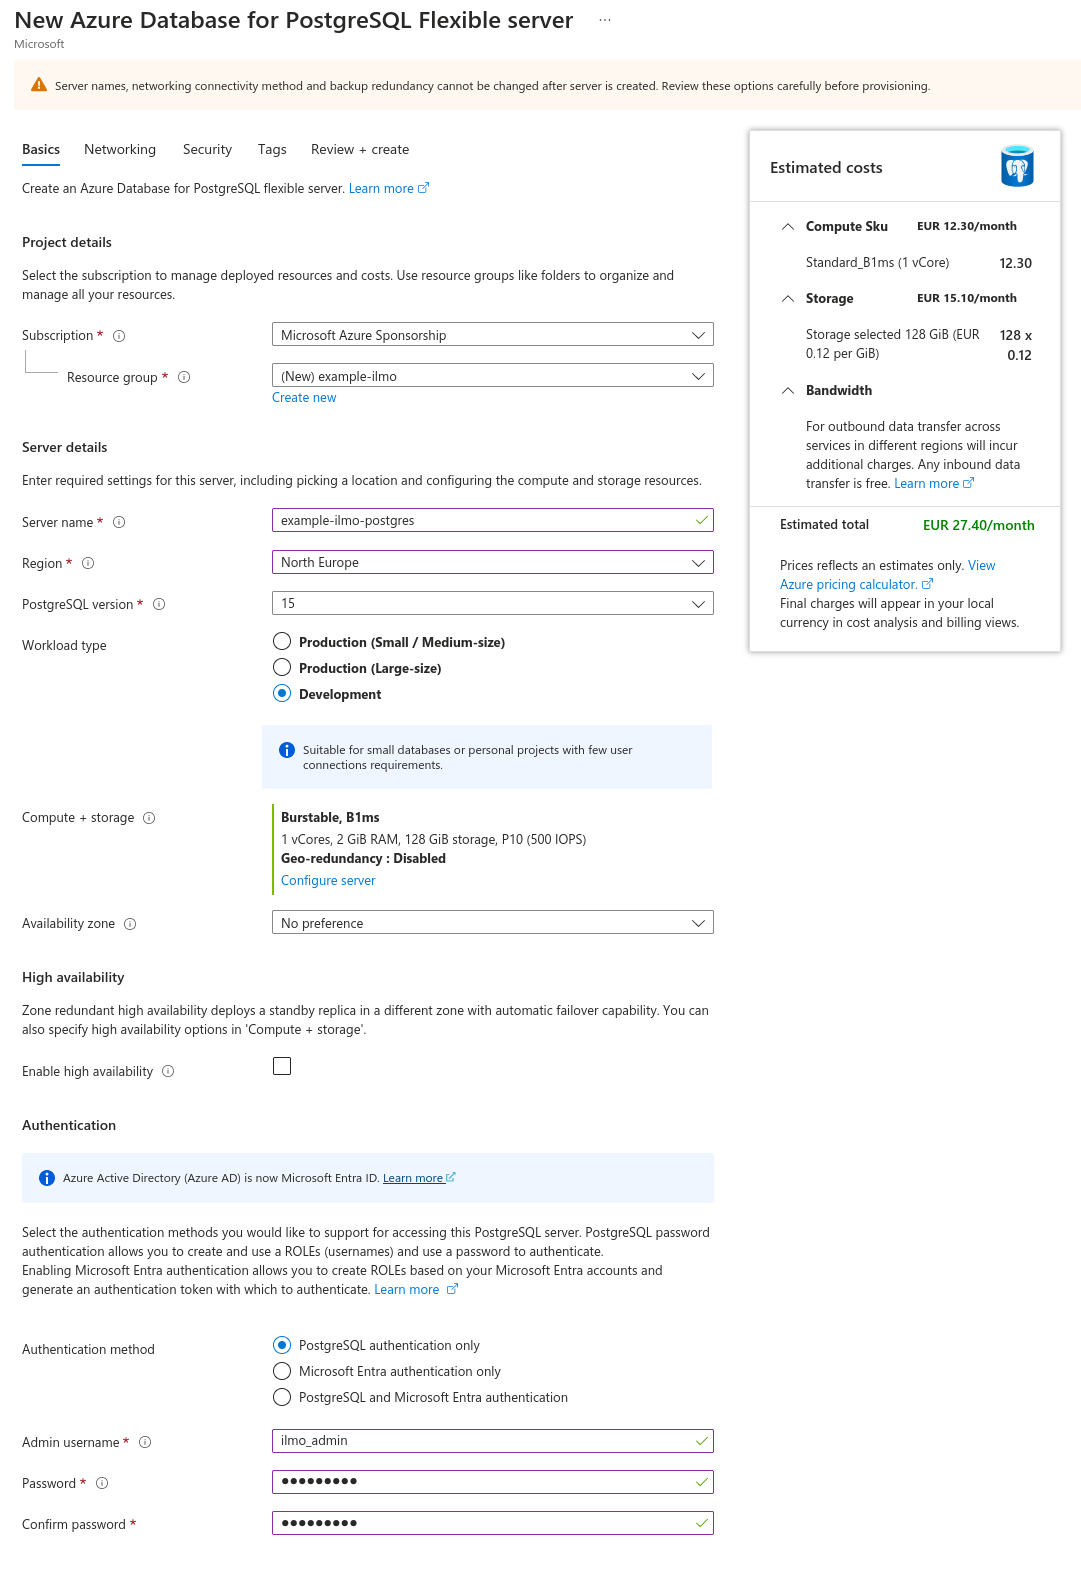 New Azure Database for PostgreSQL Flexible server ...
Microsoft
Server names, networking connectivity method and backup redundancy cannot be changed after server is created. Review these options carefully before provisioning.
Basics Networking Security Tags Review + create
Create an Azure Database for PostgreSQL flexible server. Learn more
Project details
Select the subscription to manage deployed resources and costs. Use resource groups like folders to organize and
manage all your resources.
Subscription *
Microsoft Azure Sponsorship
Resource group *
(New) example-ilmo
Create new
Server details
Enter required settings for this server, including picking a location and configuring the compute and storage resources.
Server name *
example-ilmo-postgres
Region *
North Europe
PostgreSQL version *
15
Workload type
Production (Small / Medium-size)
Production (Large-size)
Development
Suitable for small databases or personal projects with few user
connections requirements.
Compute + storage
Burstable, B1ms
1 vCores, 2 GiB RAM, 128 GiB storage, P10 (500 IOPS)
Geo-redundancy : Disabled
Configure server
Availability zone
No preference
High availability
Zone redundant high availability deploys a standby replica in a different zone with automatic failover capability. You can
also specify high availability options in 'Compute + storage'.
Enable high availability
Authentication
Azure Active Directory (Azure AD) is now Microsoft Entra ID. Learn more
Select the authentication methods you would like to support for accessing this PostgreSQL server. PostgreSQL password
authentication allows you to create and use a ROLEs (usernames) and use a password to authenticate.
Enabling Microsoft Entra authentication allows you to create ROLEs based on your Microsoft Entra accounts and
generate an authentication token with which to authenticate. Learn more
Authentication method
PostgreSQL authentication only
Microsoft Entra authentication only
PostgreSQL and Microsoft Entra authentication
Admin username *
ilmo_admin
Password *
●●●●●●●●●
Confirm password *
●●●●●●●●●
Estimated costs
Compute Sku EUR 12.30/month
Standard_B1ms (1 vCore) 12.30
Storage EUR 15.10/month
Storage selected 128 GiB (EUR 128 x
0.12 per GiB) 0.12
Bandwidth
For outbound data transfer across
services in different regions will incur
additional charges. Any inbound data
transfer is free. Learn more
Estimated total EUR 27.40/month
Prices reflects an estimates only. View
Azure pricing calculator.
Final charges will appear in your local
currency in cost analysis and billing views.